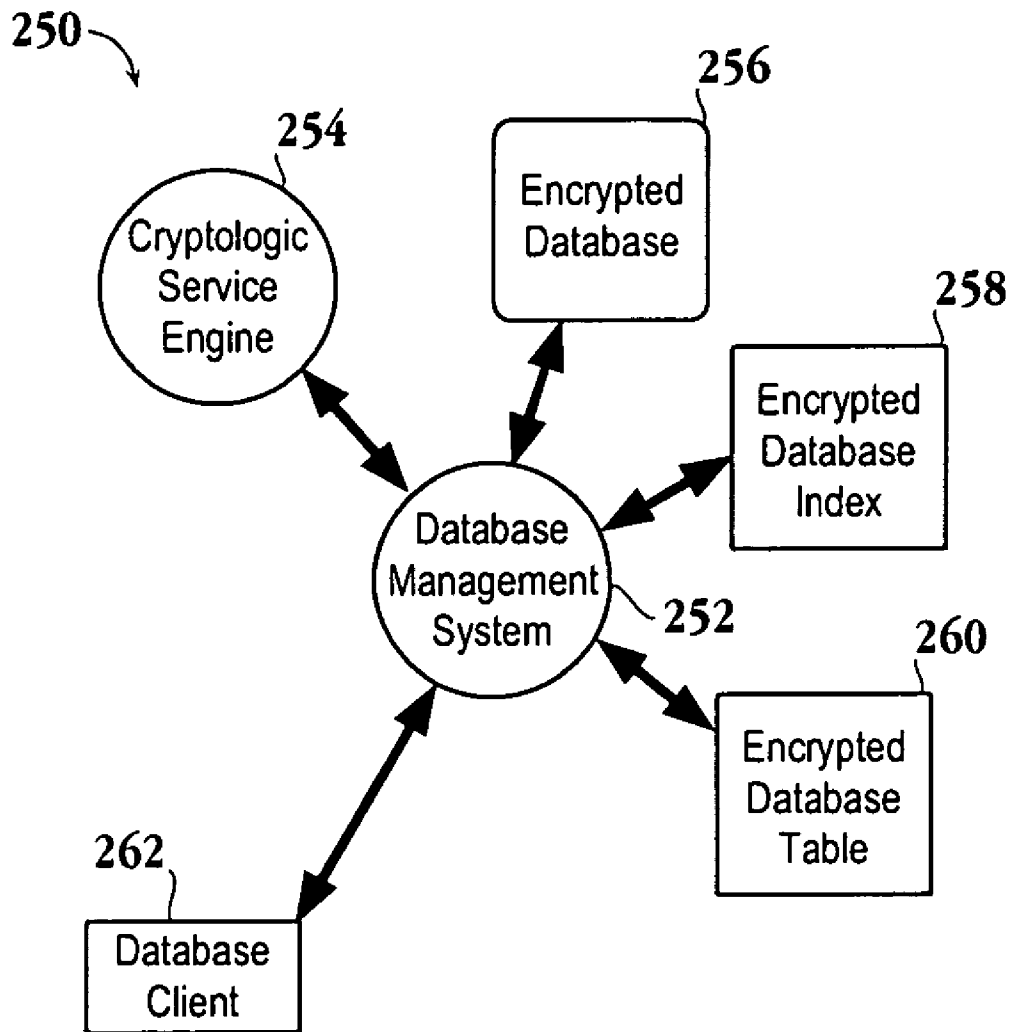 250
254
Cryptologic
Service
Engine
256
Encrypted
Database
258
Encrypted
Database
Index
Database
Management
System
252
260
Encrypted
Database
Table
262
Database
Client